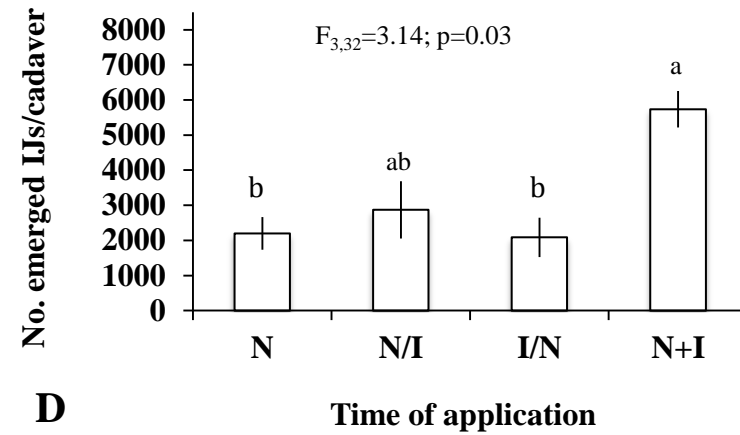 No. emerged IJs/cadaver
8000
7000
6000
5000
4000
3000
2000
1000
0
F3,32=3.14; p=0.03
b
ab
b
a
N N/I I/N N+I
D
Time of application